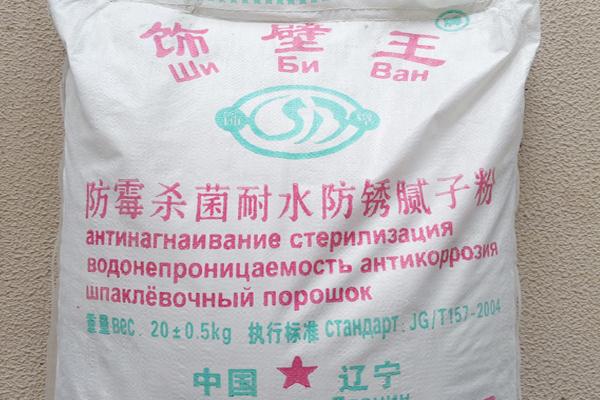 饰壁王
Ши Би Ван
防霉杀菌耐水防锈腻子粉
антинагнаивание стерилизация
водонепроницаемость антикоррозия
шпаклёвочный порошок
重量вес. 20±0.5kg 执行标准 стандарт. JG/T157-2004
中国 ★ 辽宁